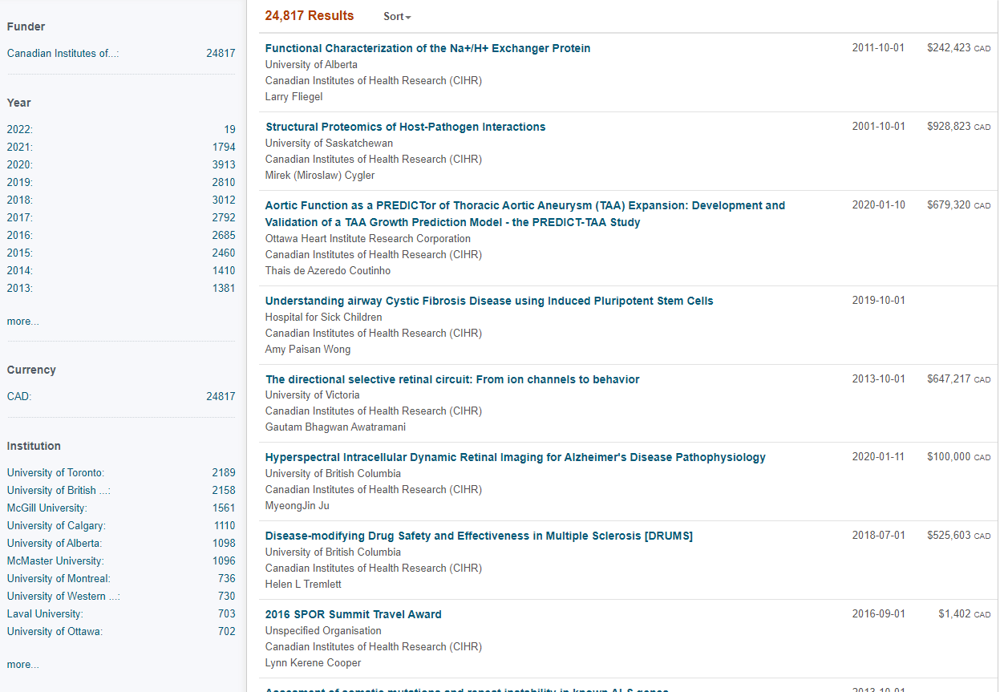 Funder
Canadian Institutes of...: 24817
Year
2022: 19
2021: 1794
2020: 3913
2019: 2810
2018: 3012
2017: 2792
2016: 2685
2015: 2460
2014: 1410
2013: 1381
more...
Currency
CAD: 24817
Institution
University of Toronto: 2189
University of British ...: 2158
McGill University: 1561
University of Calgary: 1110
University of Alberta: 1098
McMaster University: 1096
University of Montreal: 736
University of Western ...: 730
Laval University: 703
University of Ottawa: 702
more...
24,817 Results Sort
Functional Characterization of the Na+/H+ Exchanger Protein 2011-10-01 $242,423 CAD
University of Alberta
Canadian Institutes of Health Research (CIHR)
Larry Fliegel
Structural Proteomics of Host-Pathogen Interactions 2001-10-01 $928,823 CAD
University of Saskatchewan
Canadian Institutes of Health Research (CIHR)
Mirek (Miroslaw) Cygler
Aortic Function as a PREDICTor of Thoracic Aortic Aneurysm (TAA) Expansion: Development and 2020-01-10 $679,320 CAD
Validation of a TAA Growth Prediction Model - the PREDICT-TAA Study
Ottawa Heart Institute Research Corporation
Canadian Institutes of Health Research (CIHR)
Thais de Azeredo Coutinho
Understanding airway Cystic Fibrosis Disease using Induced Pluripotent Stem Cells 2019-10-01
Hospital for Sick Children
Canadian Institutes of Health Research (CIHR)
Amy Paisan Wong
The directional selective retinal circuit: From ion channels to behavior 2013-10-01 $647,217 CAD
University of Victoria
Canadian Institutes of Health Research (CIHR)
Gautam Bhagwan Awatramani
Hyperspectral Intracellular Dynamic Retinal Imaging for Alzheimer's Disease Pathophysiology 2020-01-11 $100,000 CAD
University of British Columbia
Canadian Institutes of Health Research (CIHR)
MyeongJin Ju
Disease-modifying Drug Safety and Effectiveness in Multiple Sclerosis [DRUMS] 2018-07-01 $525,603 CAD
University of British Columbia
Canadian Institutes of Health Research (CIHR)
Helen L Tremlett
2016 SPOR Summit Travel Award 2016-09-01 $1,402 CAD
Unspecified Organisation
Canadian Institutes of Health Research (CIHR)
Lynn Kerene Cooper
Assessment of somatic mutations and repeat instability in known ALS genes 2013-10-01